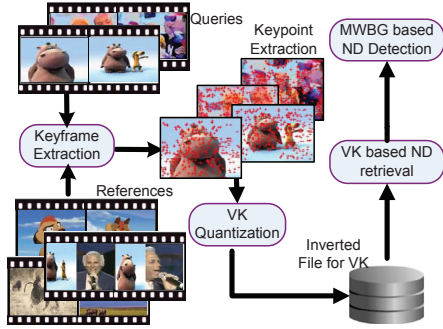 Queries
Keypoint
Extraction
MWBG based
ND Detection
Keyframe
Extraction
VK based ND
retrieval
References
VK
Quantization
Inverted
File for VK